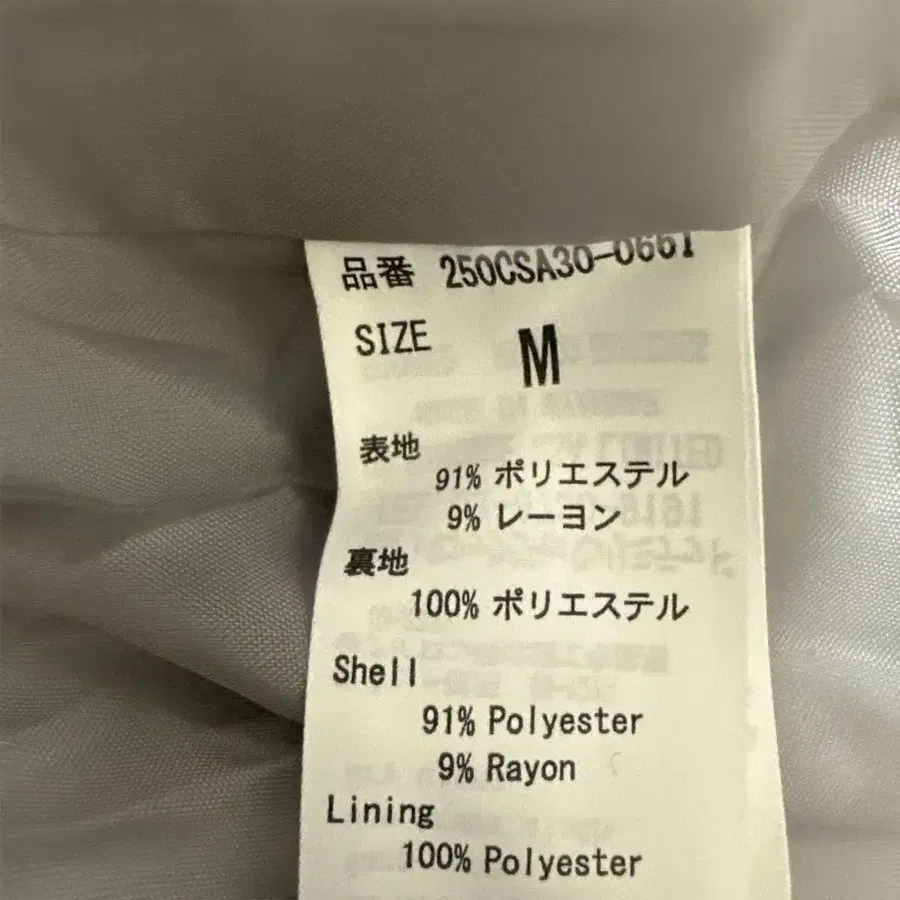 品番 250CSA30-0661
SIZE M
表地
91% ポリエステル
9% レーヨン
裏地
100% ポリエステル
Shell
91% Polyester
9% Rayon
Lining
100% Polyester